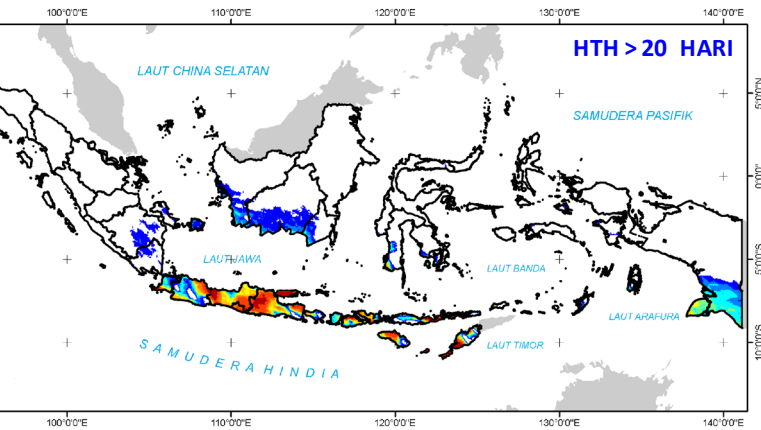 100°0'0"E 110°0'0"E 120°0'0"E 130°0'0"E 140°0'0"E
HTH > 20 HARI
LAUT CHINA SELATAN
SAMUDERA PASIFIK
5°0'0"N
0°0'0"
LAUT JAWA
LAUT BANDA
5°0'0"S
LAUT ARAFURA
SAMUDERA HINDIA
LAUT TIMOR
10°0'0"S
100°0'0"E 110°0'0"E 120°0'0"E 130°0'0"E 140°0'0"E